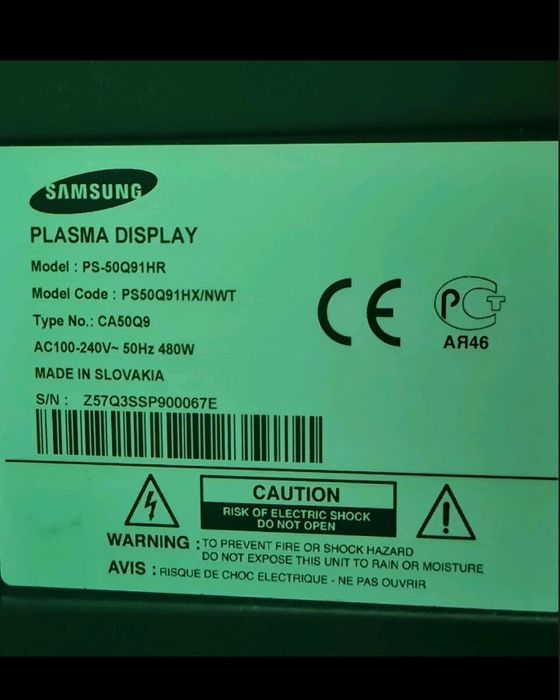 SAMSUNG
PLASMA DISPLAY
Model : PS-50Q91HR
Model Code : PS50Q91HX/NWT
Type No.: CA50Q9
AC100-240V~ 50Hz 480W
MADE IN SLOVAKIA
S/N : Z57Q3SSP900067E
CE
РСТ
АЯ46
CAUTION
RISK OF ELECTRIC SHOCK
DO NOT OPEN
WARNING : TO PREVENT FIRE OR SHOCK HAZARD
DO NOT EXPOSE THIS UNIT TO RAIN OR MOISTURE
AVIS : RISQUE DE CHOC ELECTRIQUE - NE PAS OUVRIR